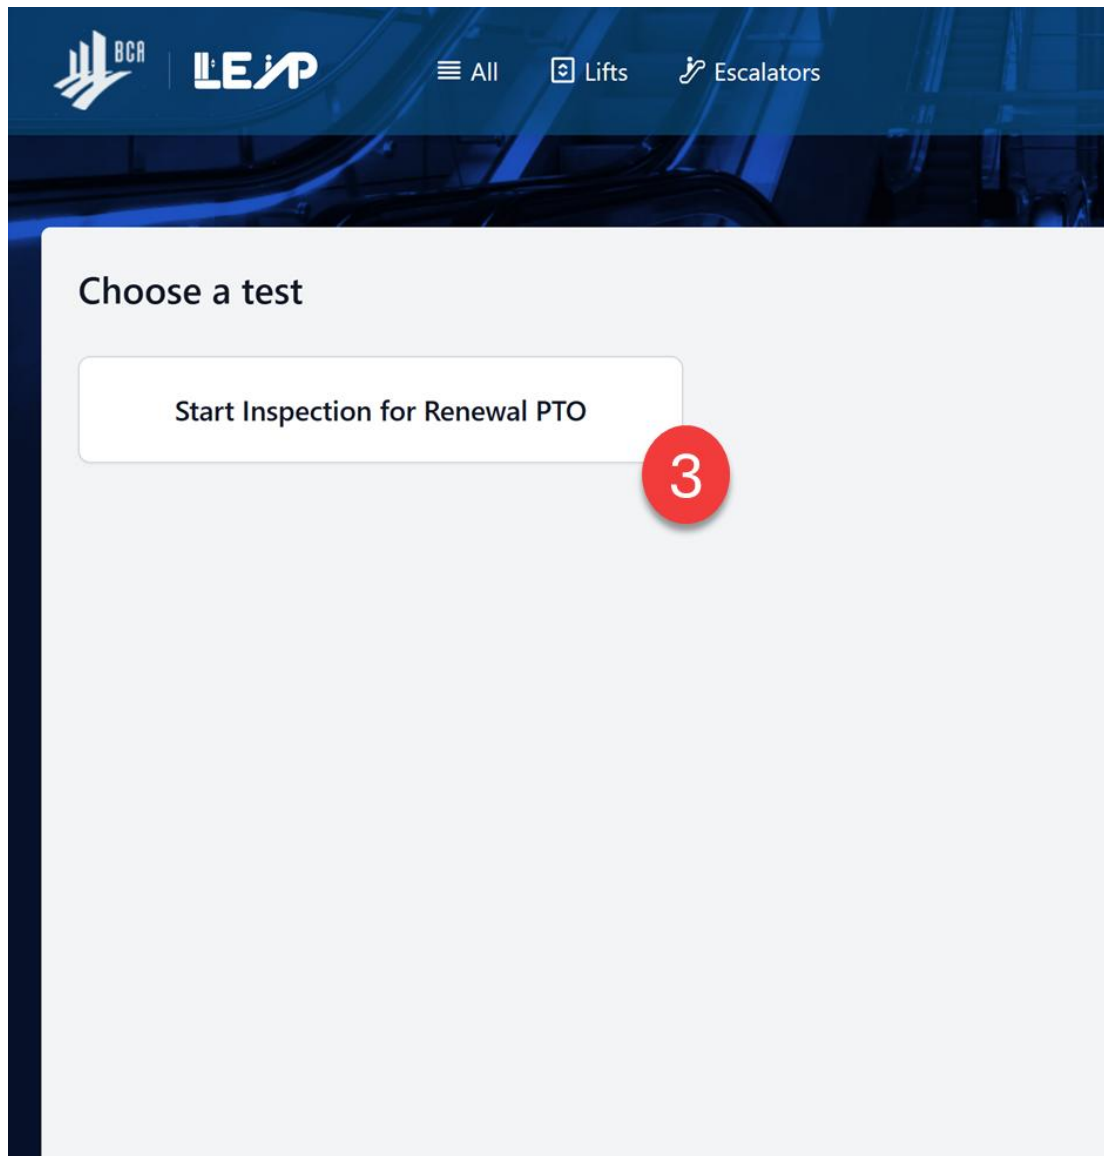 BCA
LEAP
All
Lifts
Escalators
Choose a test
Start Inspection for Renewal PTO
3